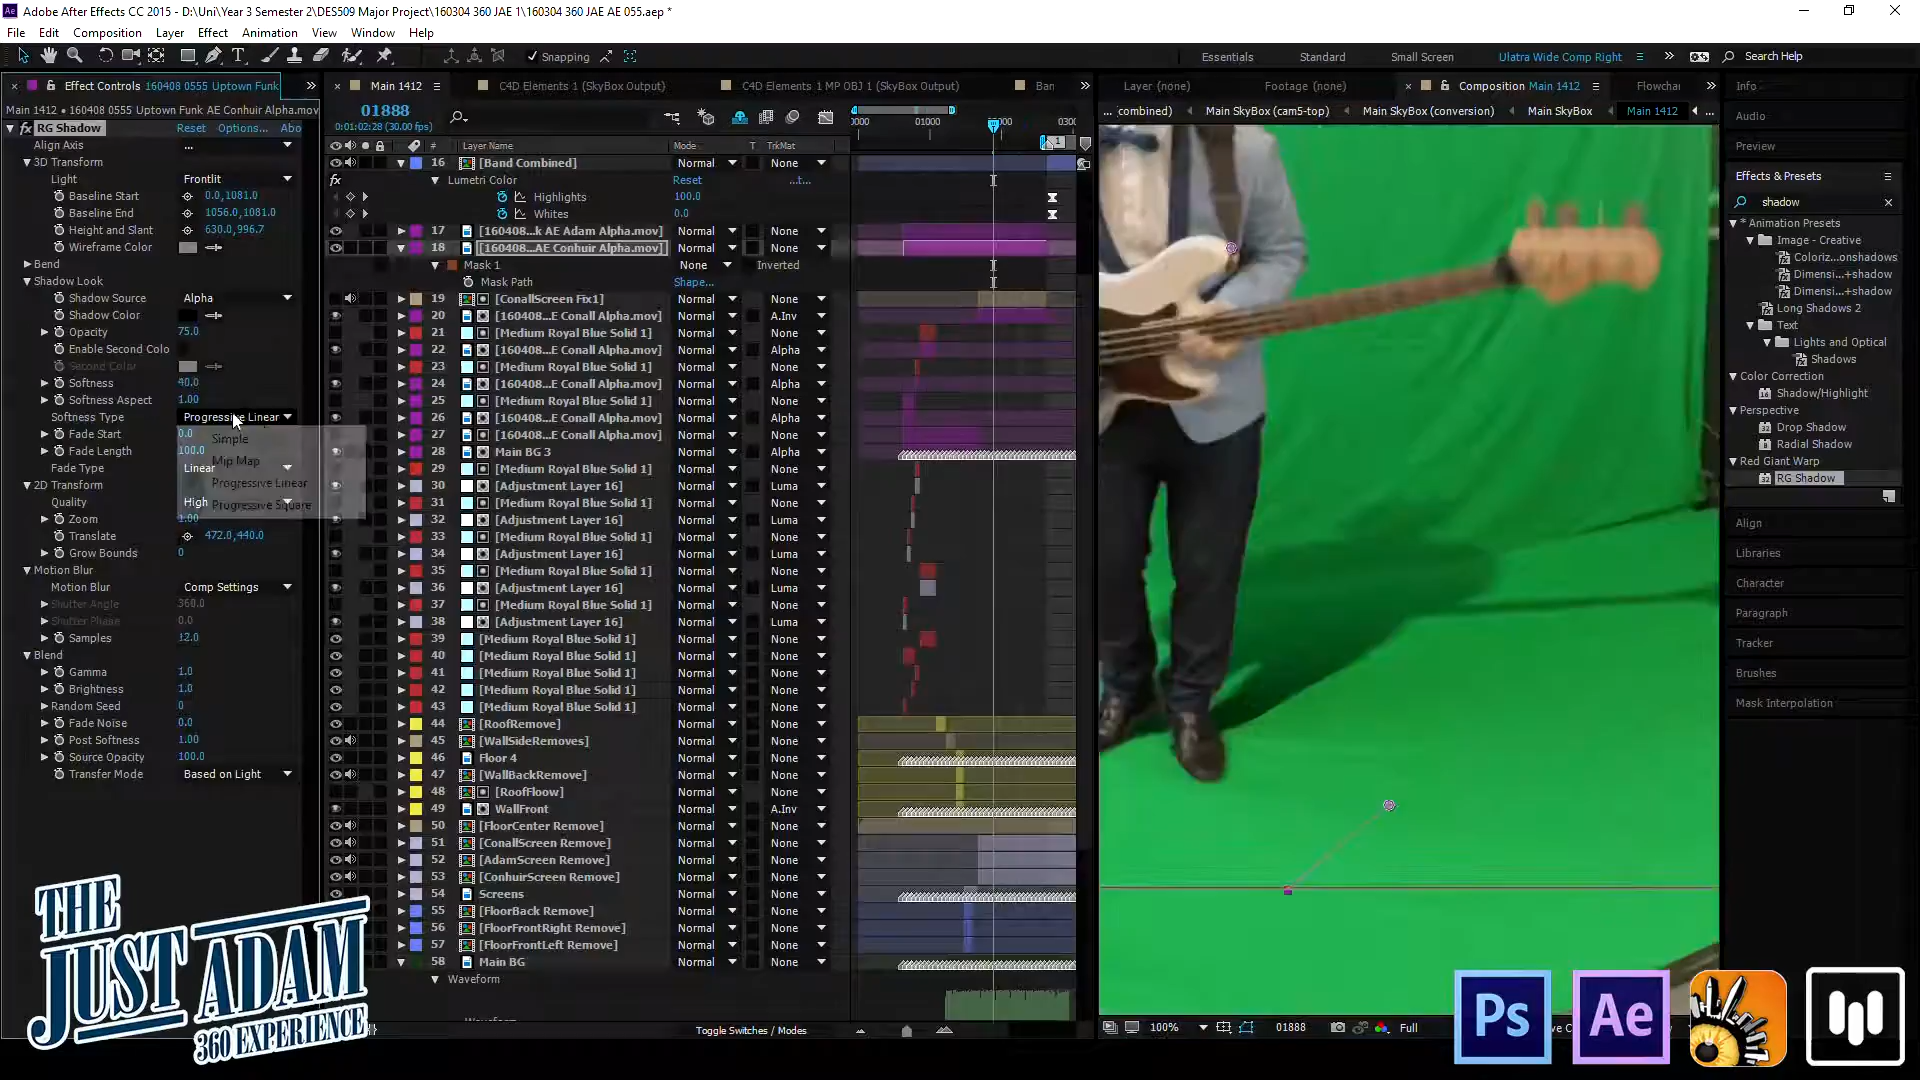 Adobe After Effects CC 2015 - D:\Uni\Year 3 Semester 2\DES509 Major Project\160304 360 JAE 1\160304 360 JAE AE 055.aep *
File Edit Composition Layer Effect Animation View Window Help
Snapping Essentials Standard Small Screen Ulatra Wide Comp Right Search Help
Effect Controls 160408 0555 Uptown Funk
Main 1412 • 160408 0555 Uptown Funk AE Conhuir Alpha.mov
RG Shadow Reset Options... Abo
Align Axis ...
3D Transform
Light Frontlit
Baseline Start 0.0,1081.0
Baseline End 1056.0,1081.0
Height and Slant 630.0,996.7
Wireframe Color
Bend
Shadow Look
Shadow Source Alpha
Shadow Color
Opacity 75.0
Enable Second Colo
Second Color
Softness 40.0
Softness Aspect 1.00
Softness Type Progressive Linear
Fade Start 0.0
Simple
Fade Length 100.0
Mip Map
Fade Type Linear
Progressive Linear
2D Transform
Quality High
Progressive Square
Zoom 1.00
Translate 472.0,440.0
Grow Bounds 0
Motion Blur
Motion Blur Comp Settings
Shutter Angle 360.0
Shutter Phase 0.0
Samples 12.0
Blend
Gamma 1.0
Brightness 1.0
Random Seed 0
Fade Noise 0.0
Post Softness 1.00
Source Opacity 100.0
Transfer Mode Based on Light
THE
JUST ADAM
360 EXPERIENCE
Main 1412 C4D Elements 1 (SkyBox Output) C4D Elements 1 MP OBJ 1 (SkyBox Output) Ban
01888
0:01:02:28 (30.00 fps)
01000 0300
# Layer Name Mode T TrkMat
16 [Band Combined] Normal None
fx Lumetri Color Reset ...t...
Highlights 100.0
Whites 0.0
17 [160408...k AE Adam Alpha.mov] Normal None
18 [160408...AE Conhuir Alpha.mov] Normal None
Mask 1 None Inverted
Mask Path Shape...
19 [ConallScreen Fix1] Normal None
20 [160408...E Conall Alpha.mov] Normal A.Inv
21 [Medium Royal Blue Solid 1] Normal None
22 [160408...E Conall Alpha.mov] Normal Alpha
23 [Medium Royal Blue Solid 1] Normal None
24 [160408...E Conall Alpha.mov] Normal Alpha
25 [Medium Royal Blue Solid 1] Normal None
26 [160408...E Conall Alpha.mov] Normal Alpha
27 [160408...E Conall Alpha.mov] Normal None
28 Main BG 3 Normal Alpha
29 [Medium Royal Blue Solid 1] Normal None
30 [Adjustment Layer 16] Normal Luma
31 [Medium Royal Blue Solid 1] Normal None
32 [Adjustment Layer 16] Normal Luma
33 [Medium Royal Blue Solid 1] Normal None
34 [Adjustment Layer 16] Normal Luma
35 [Medium Royal Blue Solid 1] Normal None
36 [Adjustment Layer 16] Normal Luma
37 [Medium Royal Blue Solid 1] Normal None
38 [Adjustment Layer 16] Normal Luma
39 [Medium Royal Blue Solid 1] Normal None
40 [Medium Royal Blue Solid 1] Normal None
41 [Medium Royal Blue Solid 1] Normal None
42 [Medium Royal Blue Solid 1] Normal None
43 [Medium Royal Blue Solid 1] Normal None
44 [RoofRemove] Normal None
45 [WallSideRemoves] Normal None
46 Floor 4 Normal None
47 [WallBackRemove] Normal None
48 [RoofFloow] Normal None
49 WallFront Normal A.Inv
50 [FloorCenter Remove] Normal None
51 [ConallScreen Remove] Normal None
52 [AdamScreen Remove] Normal None
53 [ConhuirScreen Remove] Normal None
54 Screens Normal None
55 [FloorBack Remove] Normal None
56 [FloorFrontRight Remove] Normal None
57 [FloorFrontLeft Remove] Normal None
58 Main BG Normal None
Waveform
Toggle Switches / Modes
Layer (none) Footage (none) Composition Main 1412 Flowchar
... combined) Main SkyBox (cam5-top) Main SkyBox (conversion) Main SkyBox Main 1412 ...
100% 01888 Full
Ps Ae
Info
Audio
Preview
Effects & Presets
shadow
* Animation Presets
Image - Creative
Coloriz...onshadows
Dimensi...+shadow
Dimensi...+shadow
Long Shadows 2
Text
Lights and Optical
Shadows
Color Correction
Shadow/Highlight
Perspective
Drop Shadow
Radial Shadow
Red Giant Warp
RG Shadow
Align
Libraries
Character
Paragraph
Tracker
Brushes
Mask Interpolation